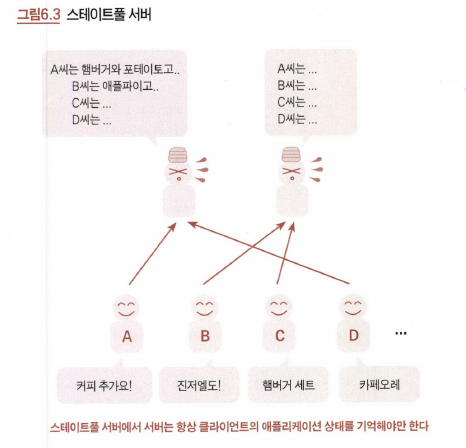 그림6.3 스테이트풀 서버
A씨는 햄버거와 포테이토고..
B씨는 애플파이고..
C씨는 ...
D씨는 ...
A씨는 ...
B씨는 ...
C씨는 ...
D씨는 ...
A
B
C
D
...
커피 추가요!
진저엘도!
햄버거 세트
카페오레
스테이트풀 서버에서 서버는 항상 클라이언트의 애플리케이션 상태를 기억해야만 한다